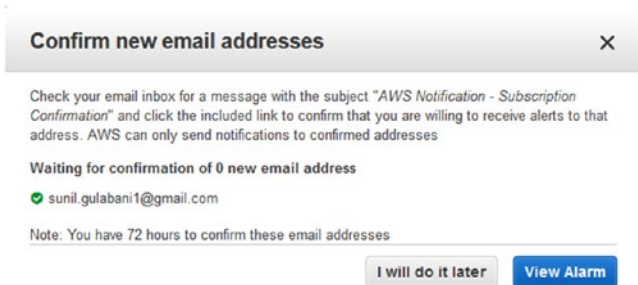 Confirm new email addresses
Check your email inbox for a message with the subject "AWS Notification - Subscription
Confirmation" and click the included link to confirm that you are willing to receive alerts to that
address. AWS can only send notifications to confirmed addresses
Waiting for confirmation of 0 new email address
sunil.gulabani1@gmail.com
Note: You have 72 hours to confirm these email addresses
I will do it later
View Alarm